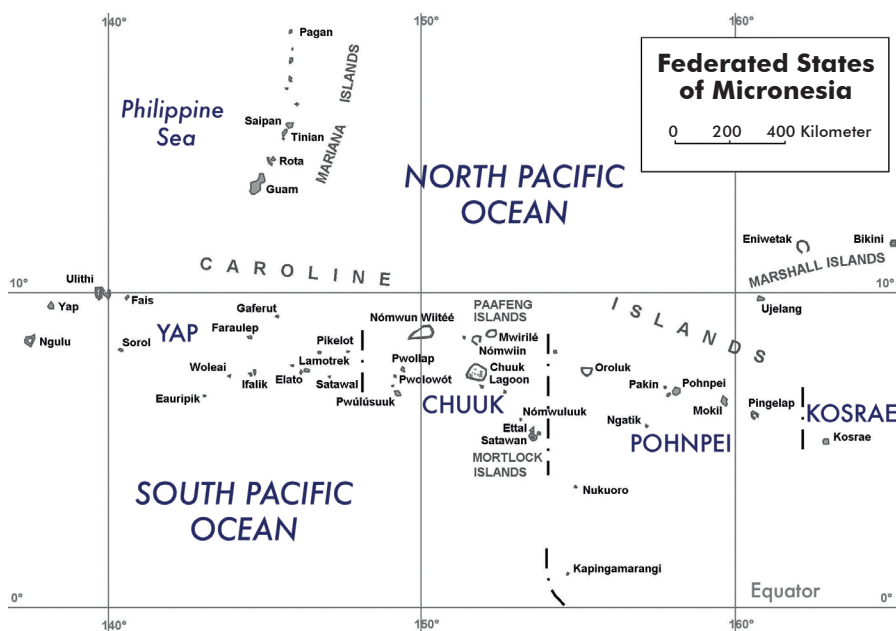 140°
150°
160°
Pagan
Federated States
of Micronesia
0 200 400 Kilometer
MARIANA ISLANDS
Philippine
Sea
Saipan
Tinian
Rota
Guam
NORTH PACIFIC
OCEAN
Eniwetak
Bikini
MARSHALL ISLANDS
CAROLINE
ISLANDS
10°
10°
Ulithi
Yap
Fais
Ngulu
Sorol
YAP
Gaferut
Faraulep
Woleai
Ifalik
Eauripik
Elato
Lamotrek
Pikelot
Satawal
Nómwun Wiitéé
PAAFENG
ISLANDS
Mwirilé
Nómwiin
Pwollap
Pwolowót
Pwúlúsuuk
Chuuk
Lagoon
CHUUK
Nómwuluuk
Ettal
Satawan
MORTLOCK
ISLANDS
Ujelang
Oroluk
Pakin
Pohnpei
Mokil
Ngatik
POHNPEI
Pingelap
KOSRAE
Kosrae
Nukuoro
Kapingamarangi
SOUTH PACIFIC
OCEAN
Equator
0°
0°
140°
150°
160°